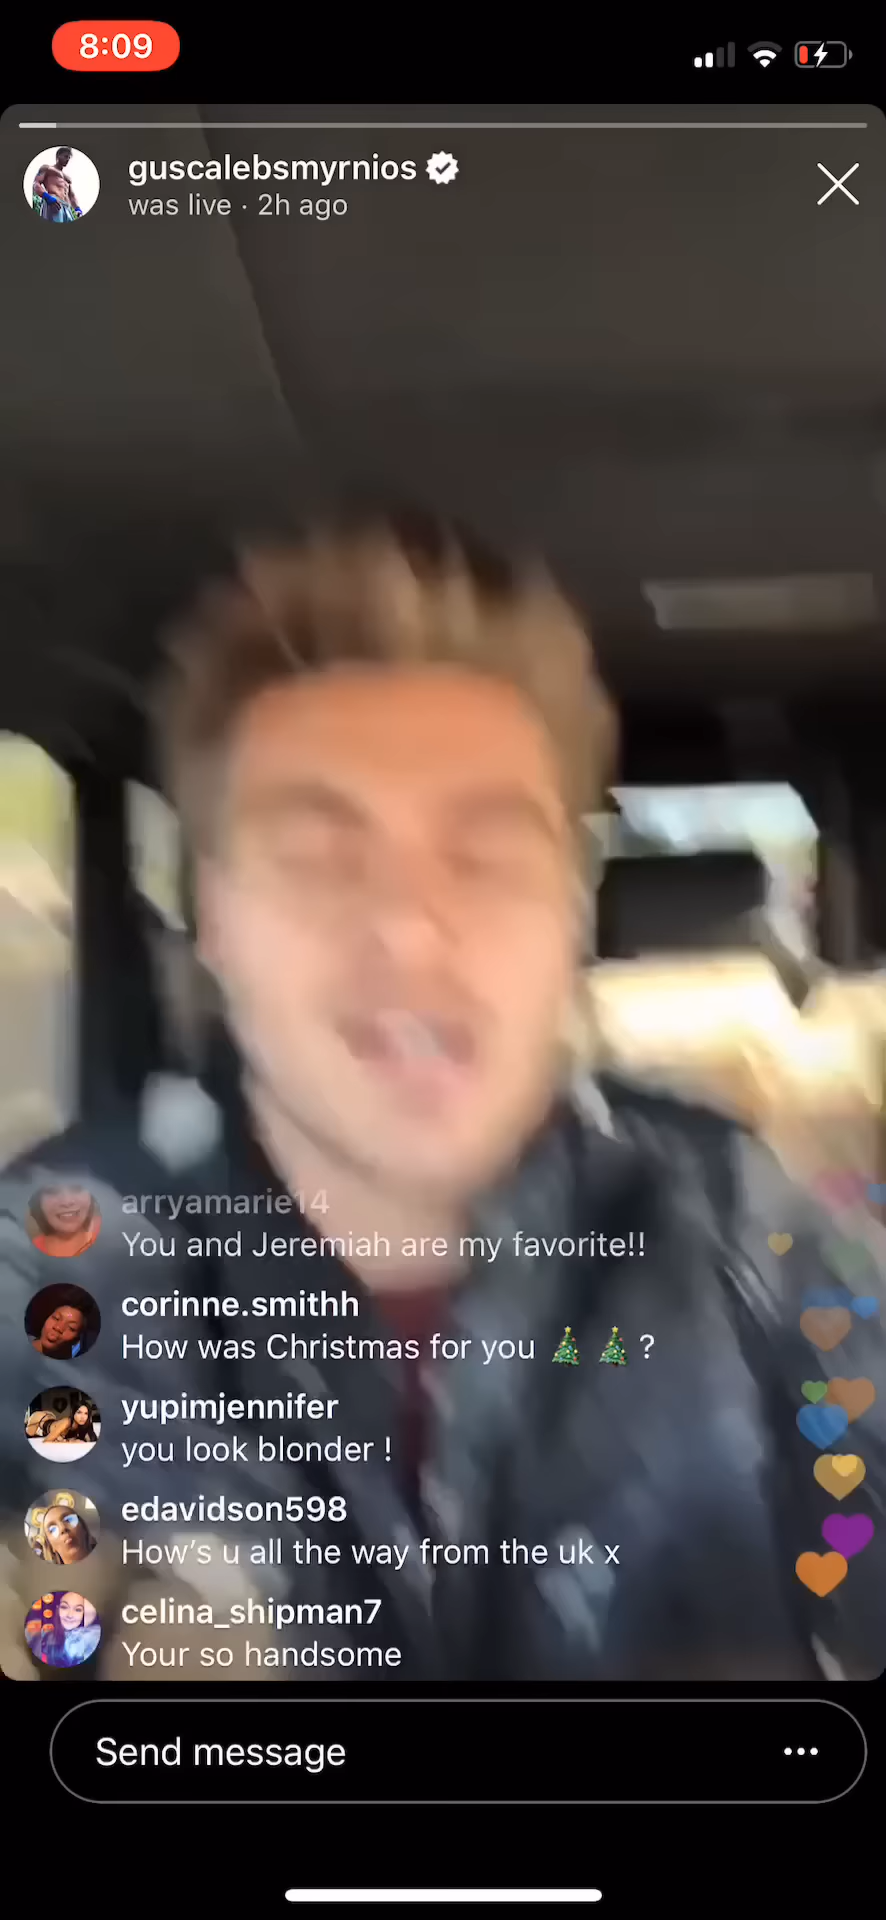 8:09
guscalebsmyrnios
was live · 2h ago
arryamarie14
You and Jeremiah are my favorite!!
corinne.smithh
How was Christmas for you 🎄 🎄 ?
yupimjennifer
you look blonder !
edavidson598
How's u all the way from the uk x
celina_shipman7
Your so handsome
Send message